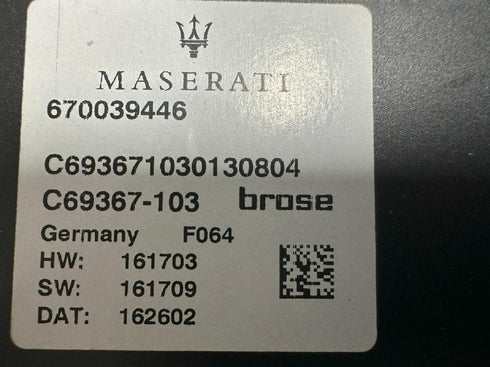 MASERATI
670039446
C693671030130804
C69367-103 brose
Germany F064
HW: 161703
SW: 161709
DAT: 162602